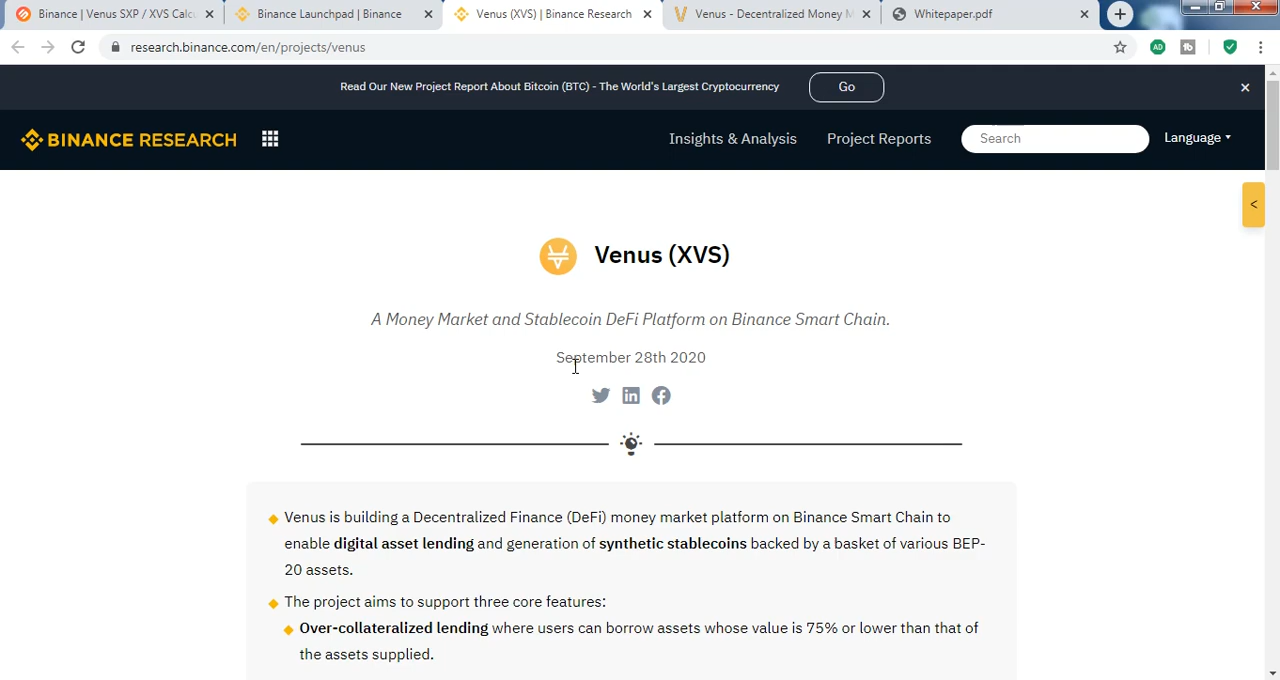 Binance | Venus SXP / XVS Calc
Binance Launchpad | Binance
Venus (XVS) | Binance Research
Venus - Decentralized Money M
Whitepaper.pdf
research.binance.com/en/projects/venus
AD
Read Our New Project Report About Bitcoin (BTC) - The World's Largest Cryptocurrency
Go
BINANCE RESEARCH
Insights & Analysis
Project Reports
Search
Language
Venus (XVS)
A Money Market and Stablecoin DeFi Platform on Binance Smart Chain.
September 28th 2020
Venus is building a Decentralized Finance (DeFi) money market platform on Binance Smart Chain to
enable digital asset lending and generation of synthetic stablecoins backed by a basket of various BEP-
20 assets.
The project aims to support three core features:
Over-collateralized lending where users can borrow assets whose value is 75% or lower than that of
the assets supplied.